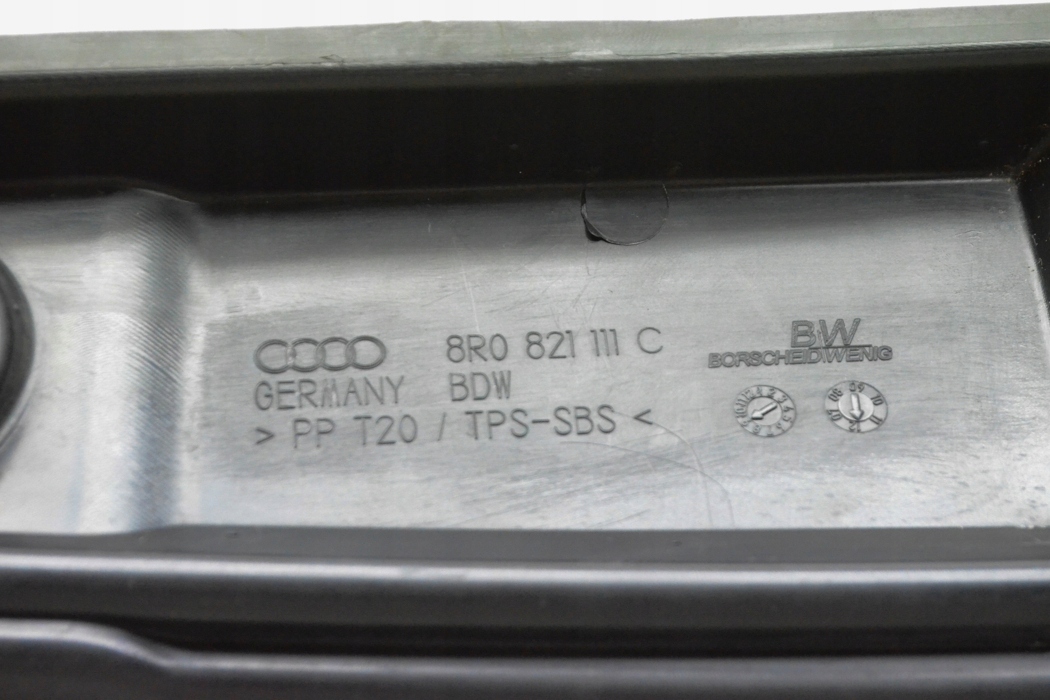 8R0 821 111 C
GERMANY BDW
> PP T20 / TPS-SBS <
BW
BORSCHEIDWENIG